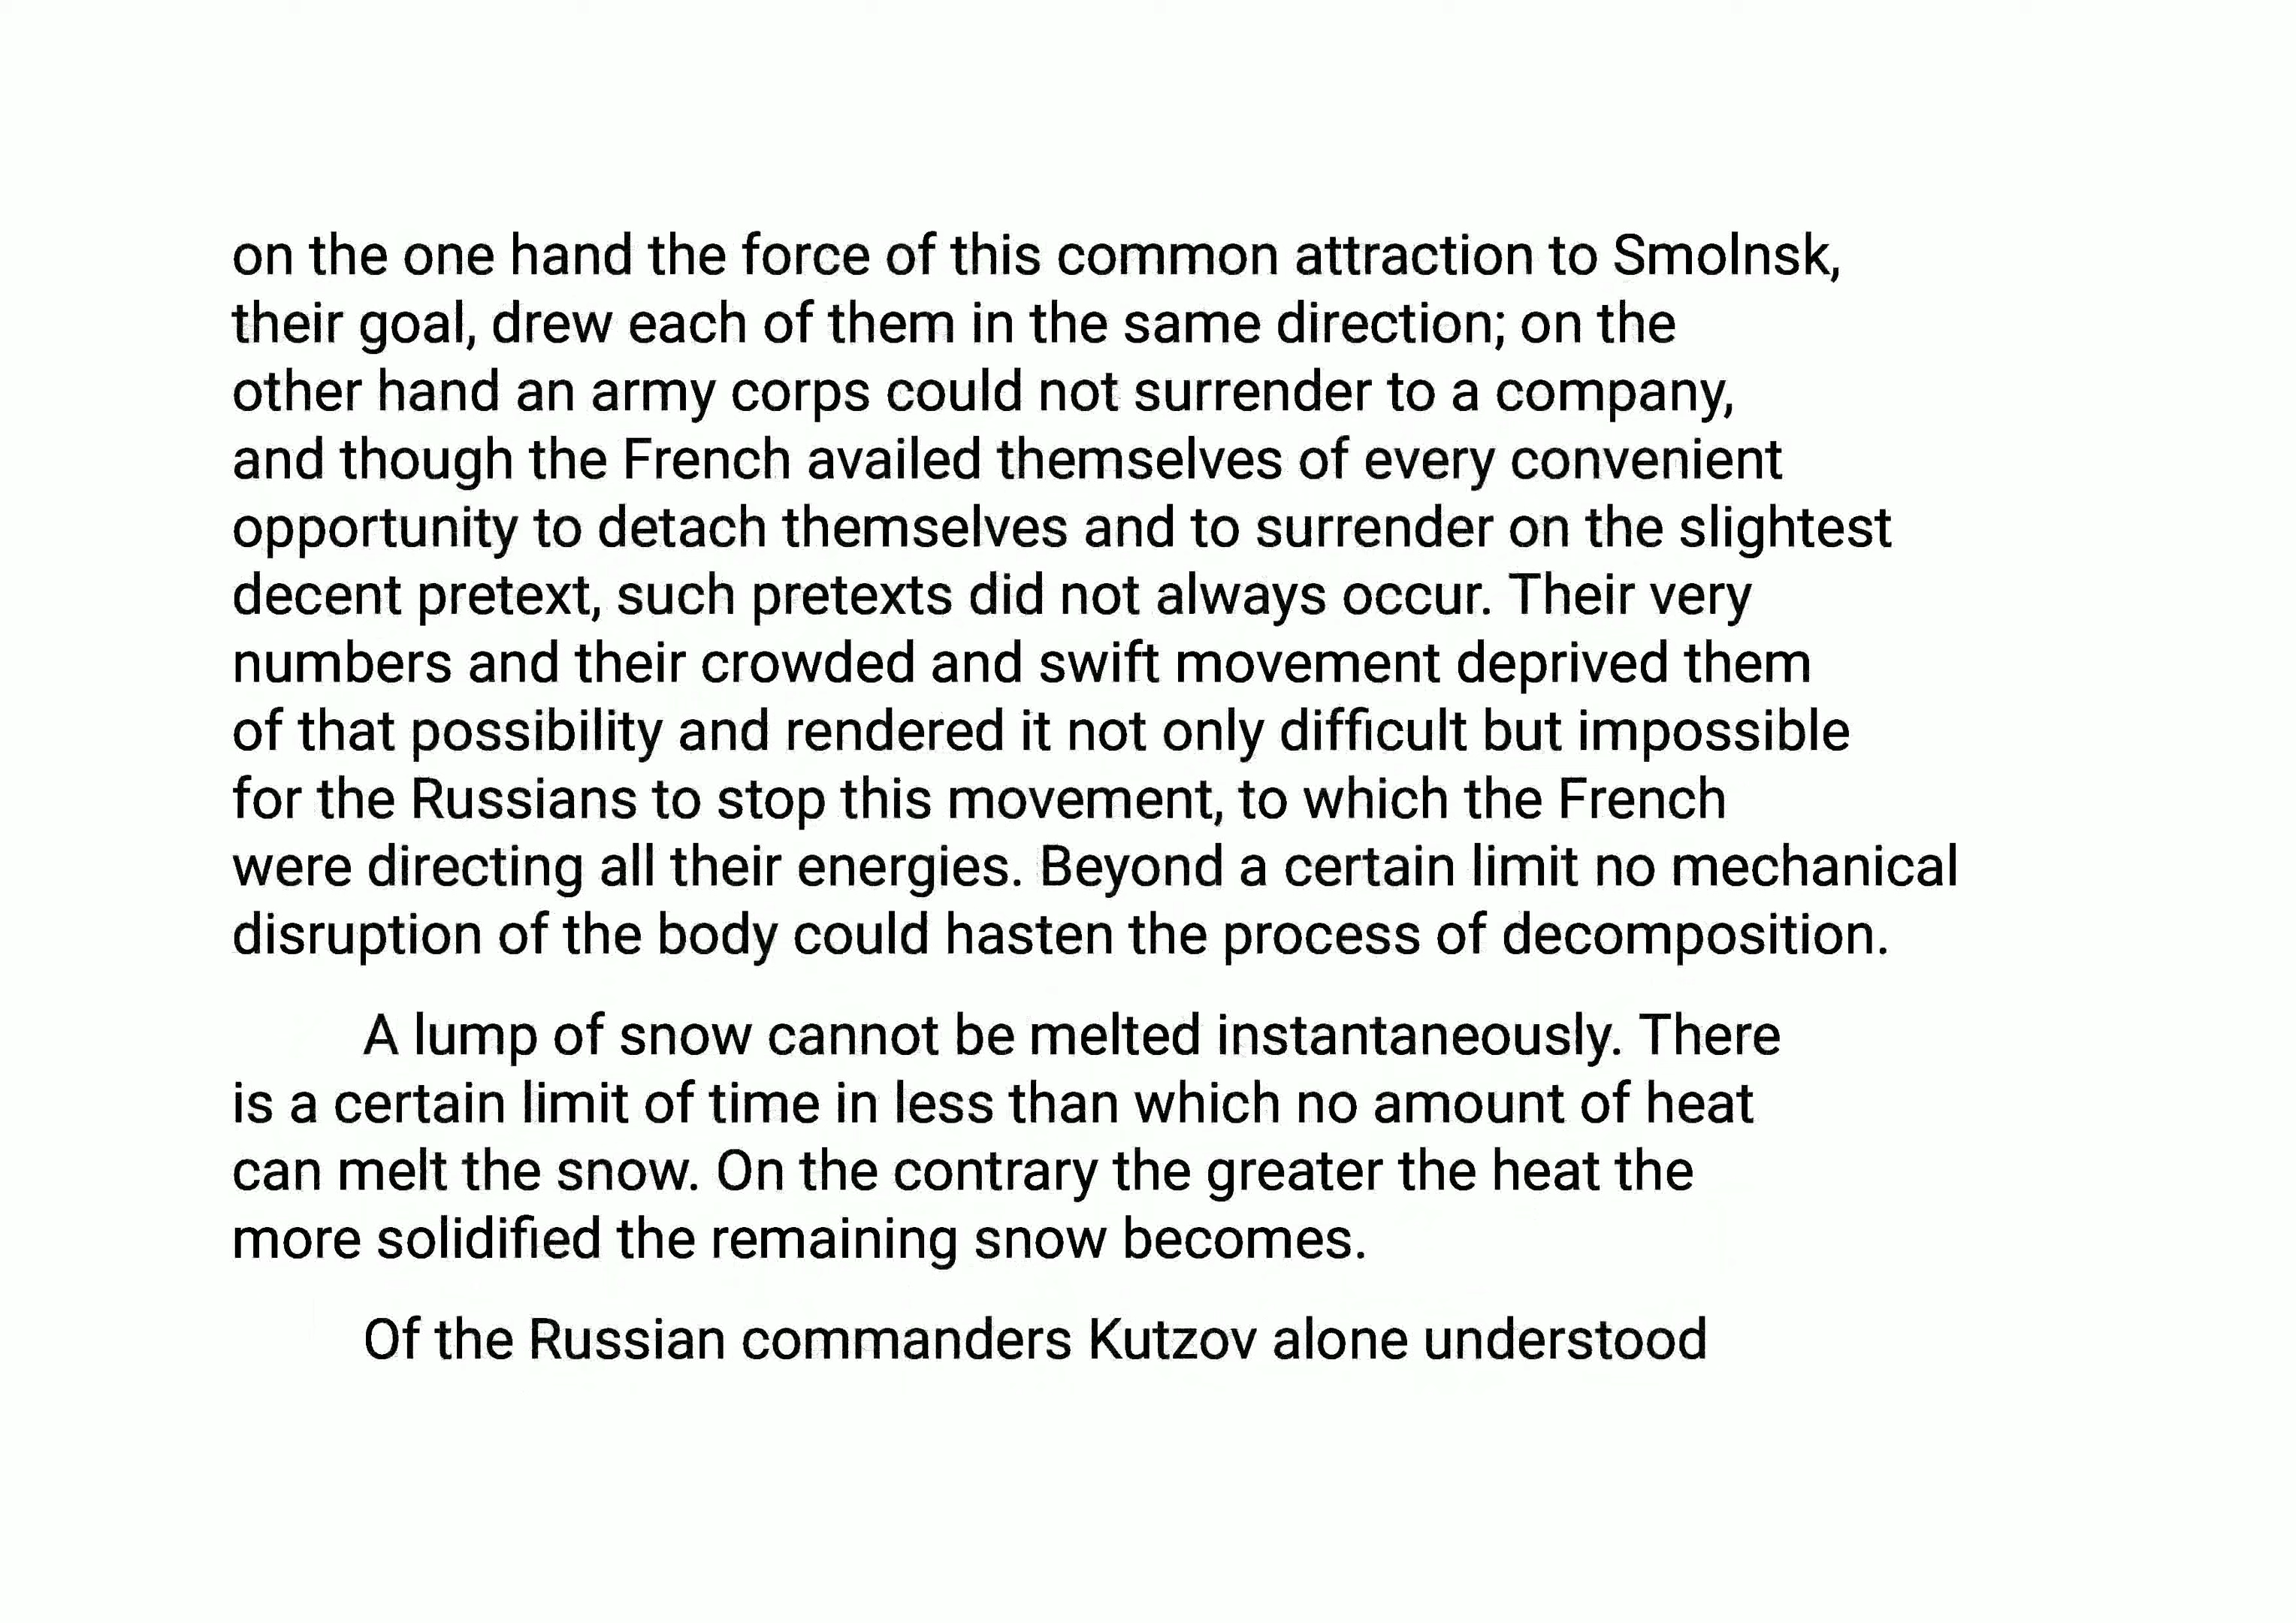 on the one hand the force of this common attraction to Smolnsk,
their goal, drew each of them in the same direction; on the
other hand an army corps could not surrender to a company,
and though the French availed themselves of every convenient
opportunity to detach themselves and to surrender on the slightest
decent pretext, such pretexts did not always occur. Their very
numbers and their crowded and swift movement deprived them
of that possibility and rendered it not only difficult but impossible
for the Russians to stop this movement, to which the French
were directing all their energies. Beyond a certain limit no mechanical
disruption of the body could hasten the process of decomposition.
A lump of snow cannot be melted instantaneously. There
is a certain limit of time in less than which no amount of heat
can melt the snow. On the contrary the greater the heat the
more solidified the remaining snow becomes.
Of the Russian commanders Kutzov alone understood